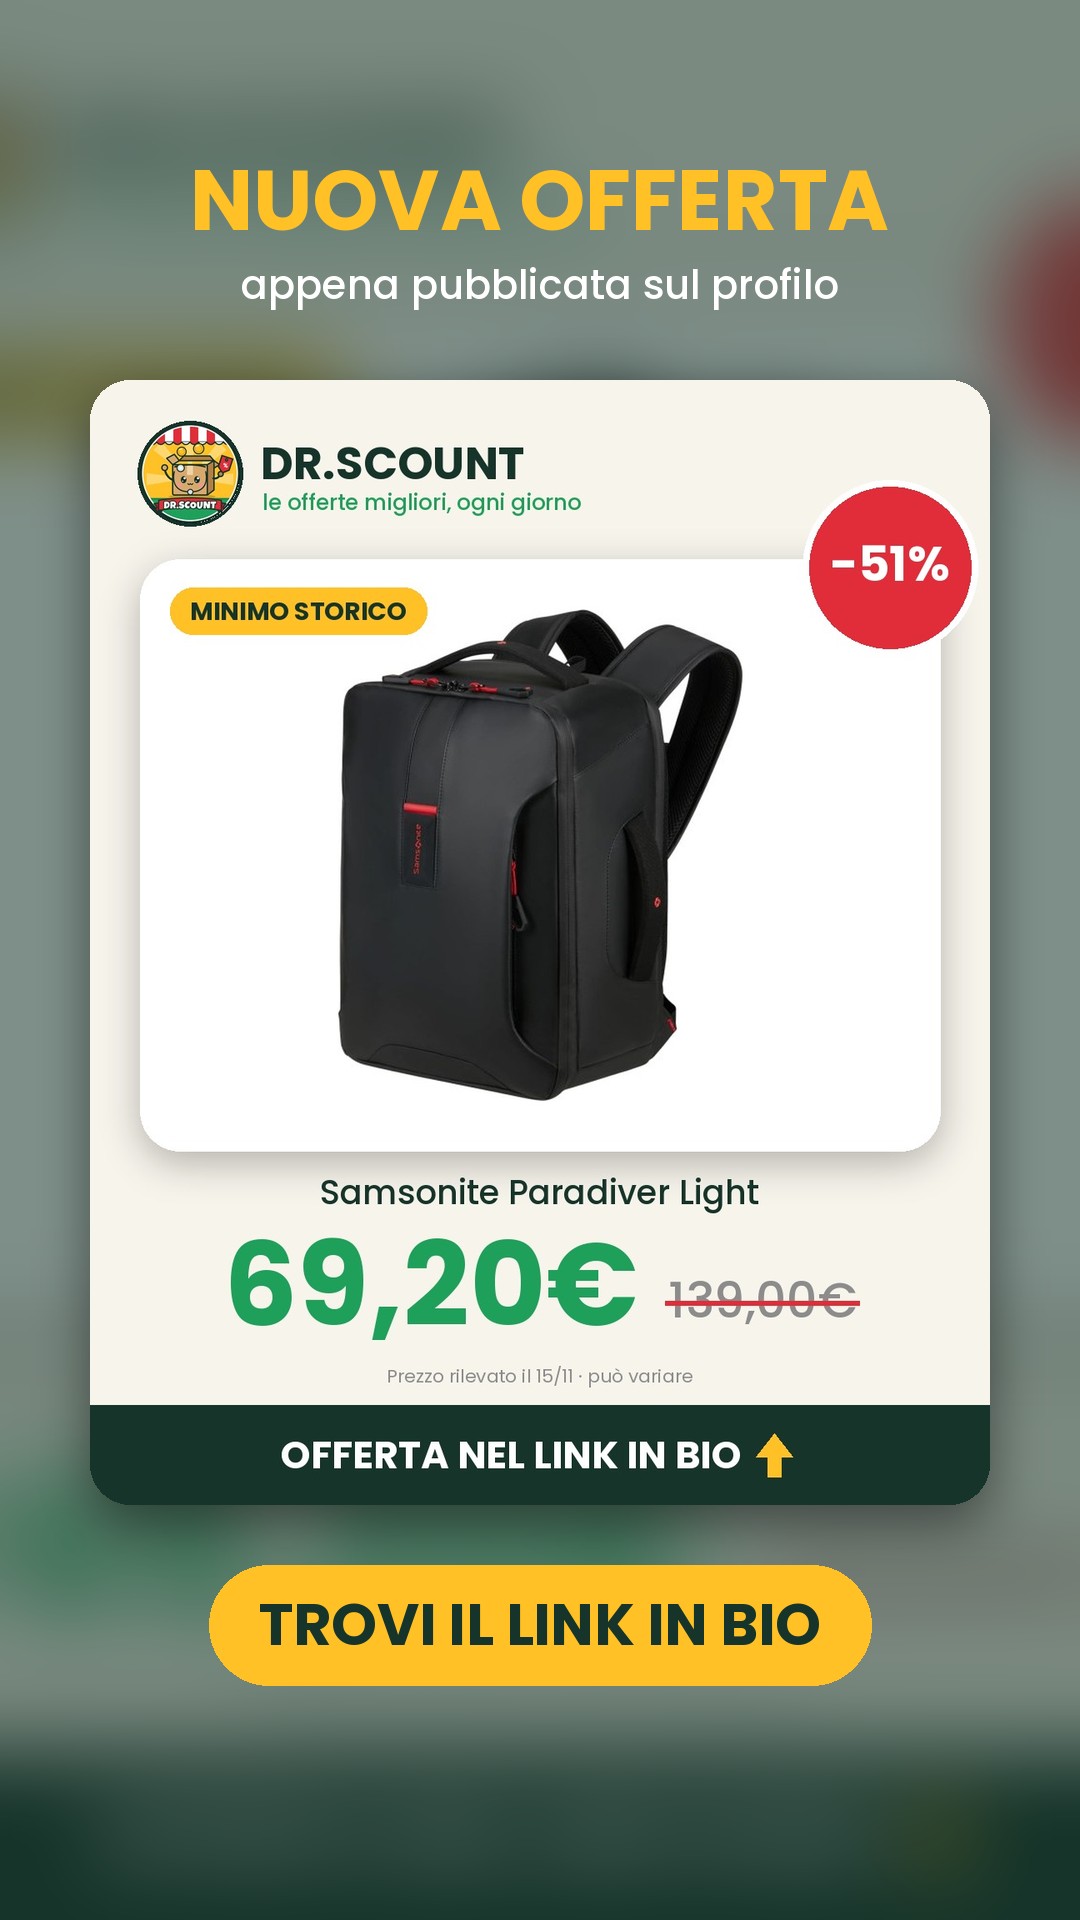 NUOVA OFFERTA
appena pubblicata sul profilo
DR.SCOUNT
DR.SCOUNT
le offerte migliori, ogni giorno
-51%
MINIMO STORICO
Samsonite
Samsonite Paradiver Light
69,20€ 139,00€
Prezzo rilevato il 15/11 · può variare
OFFERTA NEL LINK IN BIO
TROVI IL LINK IN BIO